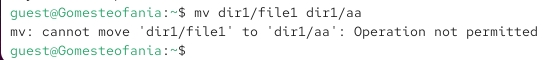 guest@Gomesteofania:~$ mv dir1/file1 dir1/aa
mv: cannot move 'dir1/file1' to 'dir1/aa': Operation not permitted
guest@Gomesteofania:~$